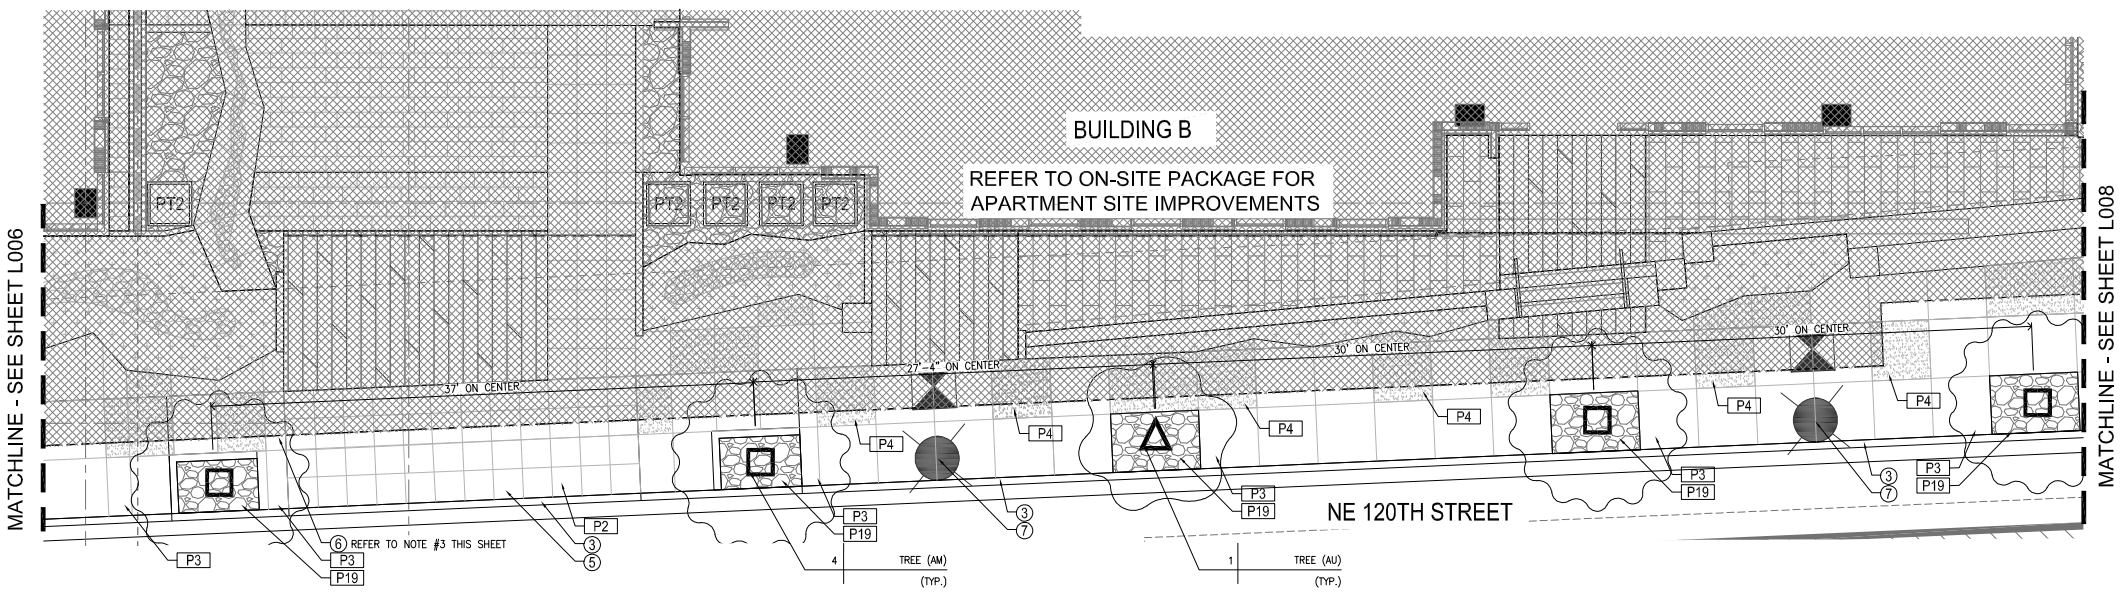 MATCHLINE - SEE SHEET L006
BUILDING B
REFER TO ON-SITE PACKAGE FOR
APARTMENT SITE IMPROVEMENTS
PT2
PT2
PT2
PT2
PT2
MATCHLINE - SEE SHEET L008
37' ON CENTER
27'-4" ON CENTER
30' ON CENTER
30' ON CENTER
P4
P4
P4
P4
P4
P4
P3
P19
3
7
P3
P19
3
7
P3
P19
NE 120TH STREET
P3
P19
3
7
P2
3
5
6 REFER TO NOTE #3 THIS SHEET
P3
P3
P19
4 TREE (AM)
(TYP.)
1 TREE (AU)
(TYP.)